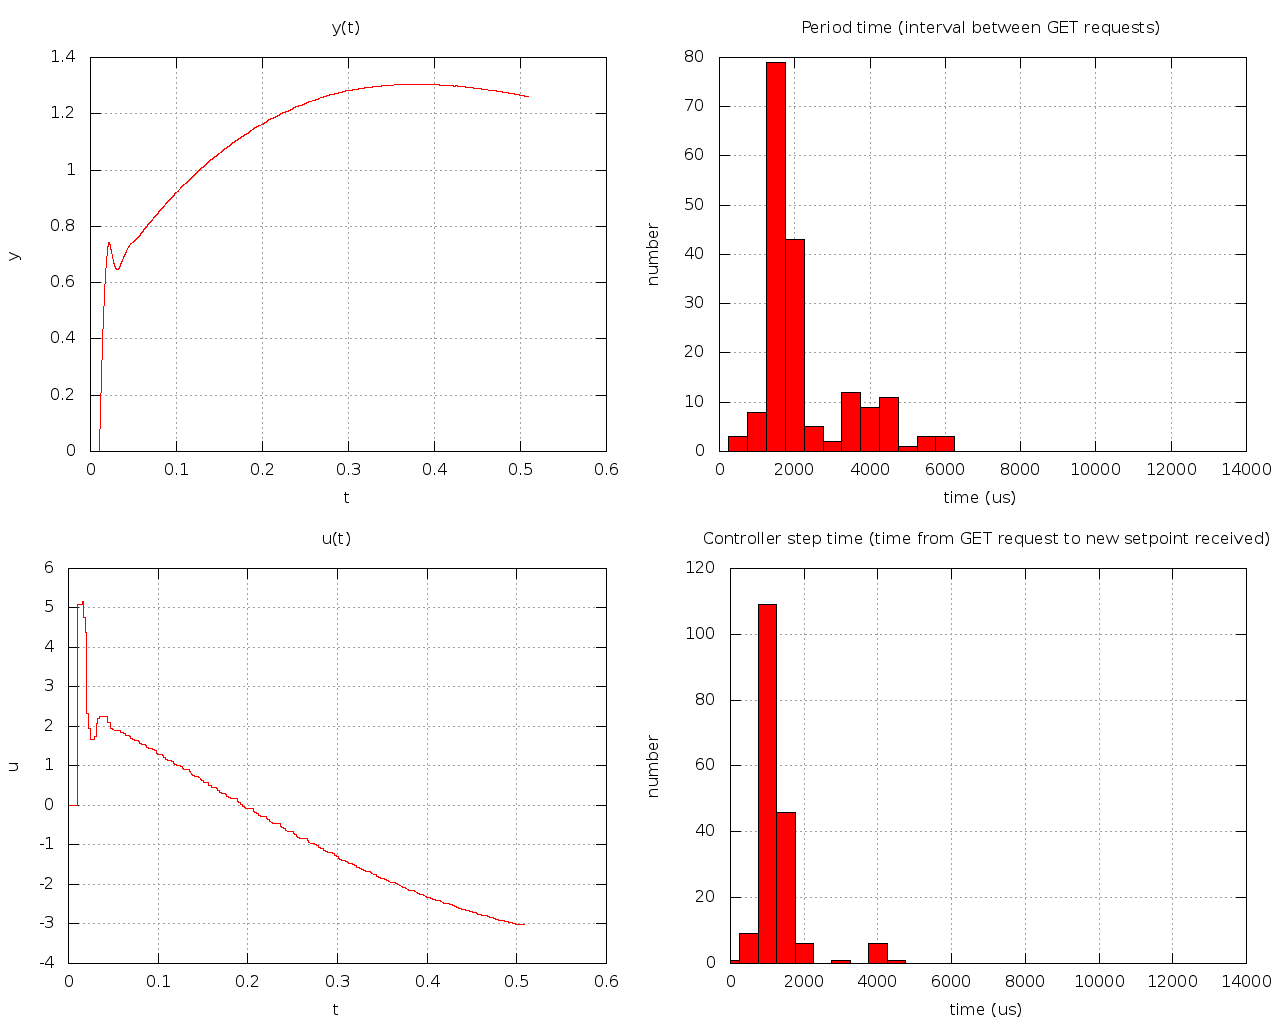 y(t)
1.4
1.2
1
0.8
0.6
0.4
0.2
0
y
0 0.1 0.2 0.3 0.4 0.5 0.6
t
Period time (interval between GET requests)
80
70
60
50
40
30
20
10
0
number
0 2000 4000 6000 8000 10000 12000 14000
time (us)
u(t)
6
5
4
3
2
1
0
-1
-2
-3
-4
u
0 0.1 0.2 0.3 0.4 0.5 0.6
t
Controller step time (time from GET request to new setpoint received)
120
100
80
60
40
20
0
number
0 2000 4000 6000 8000 10000 12000 14000
time (us)